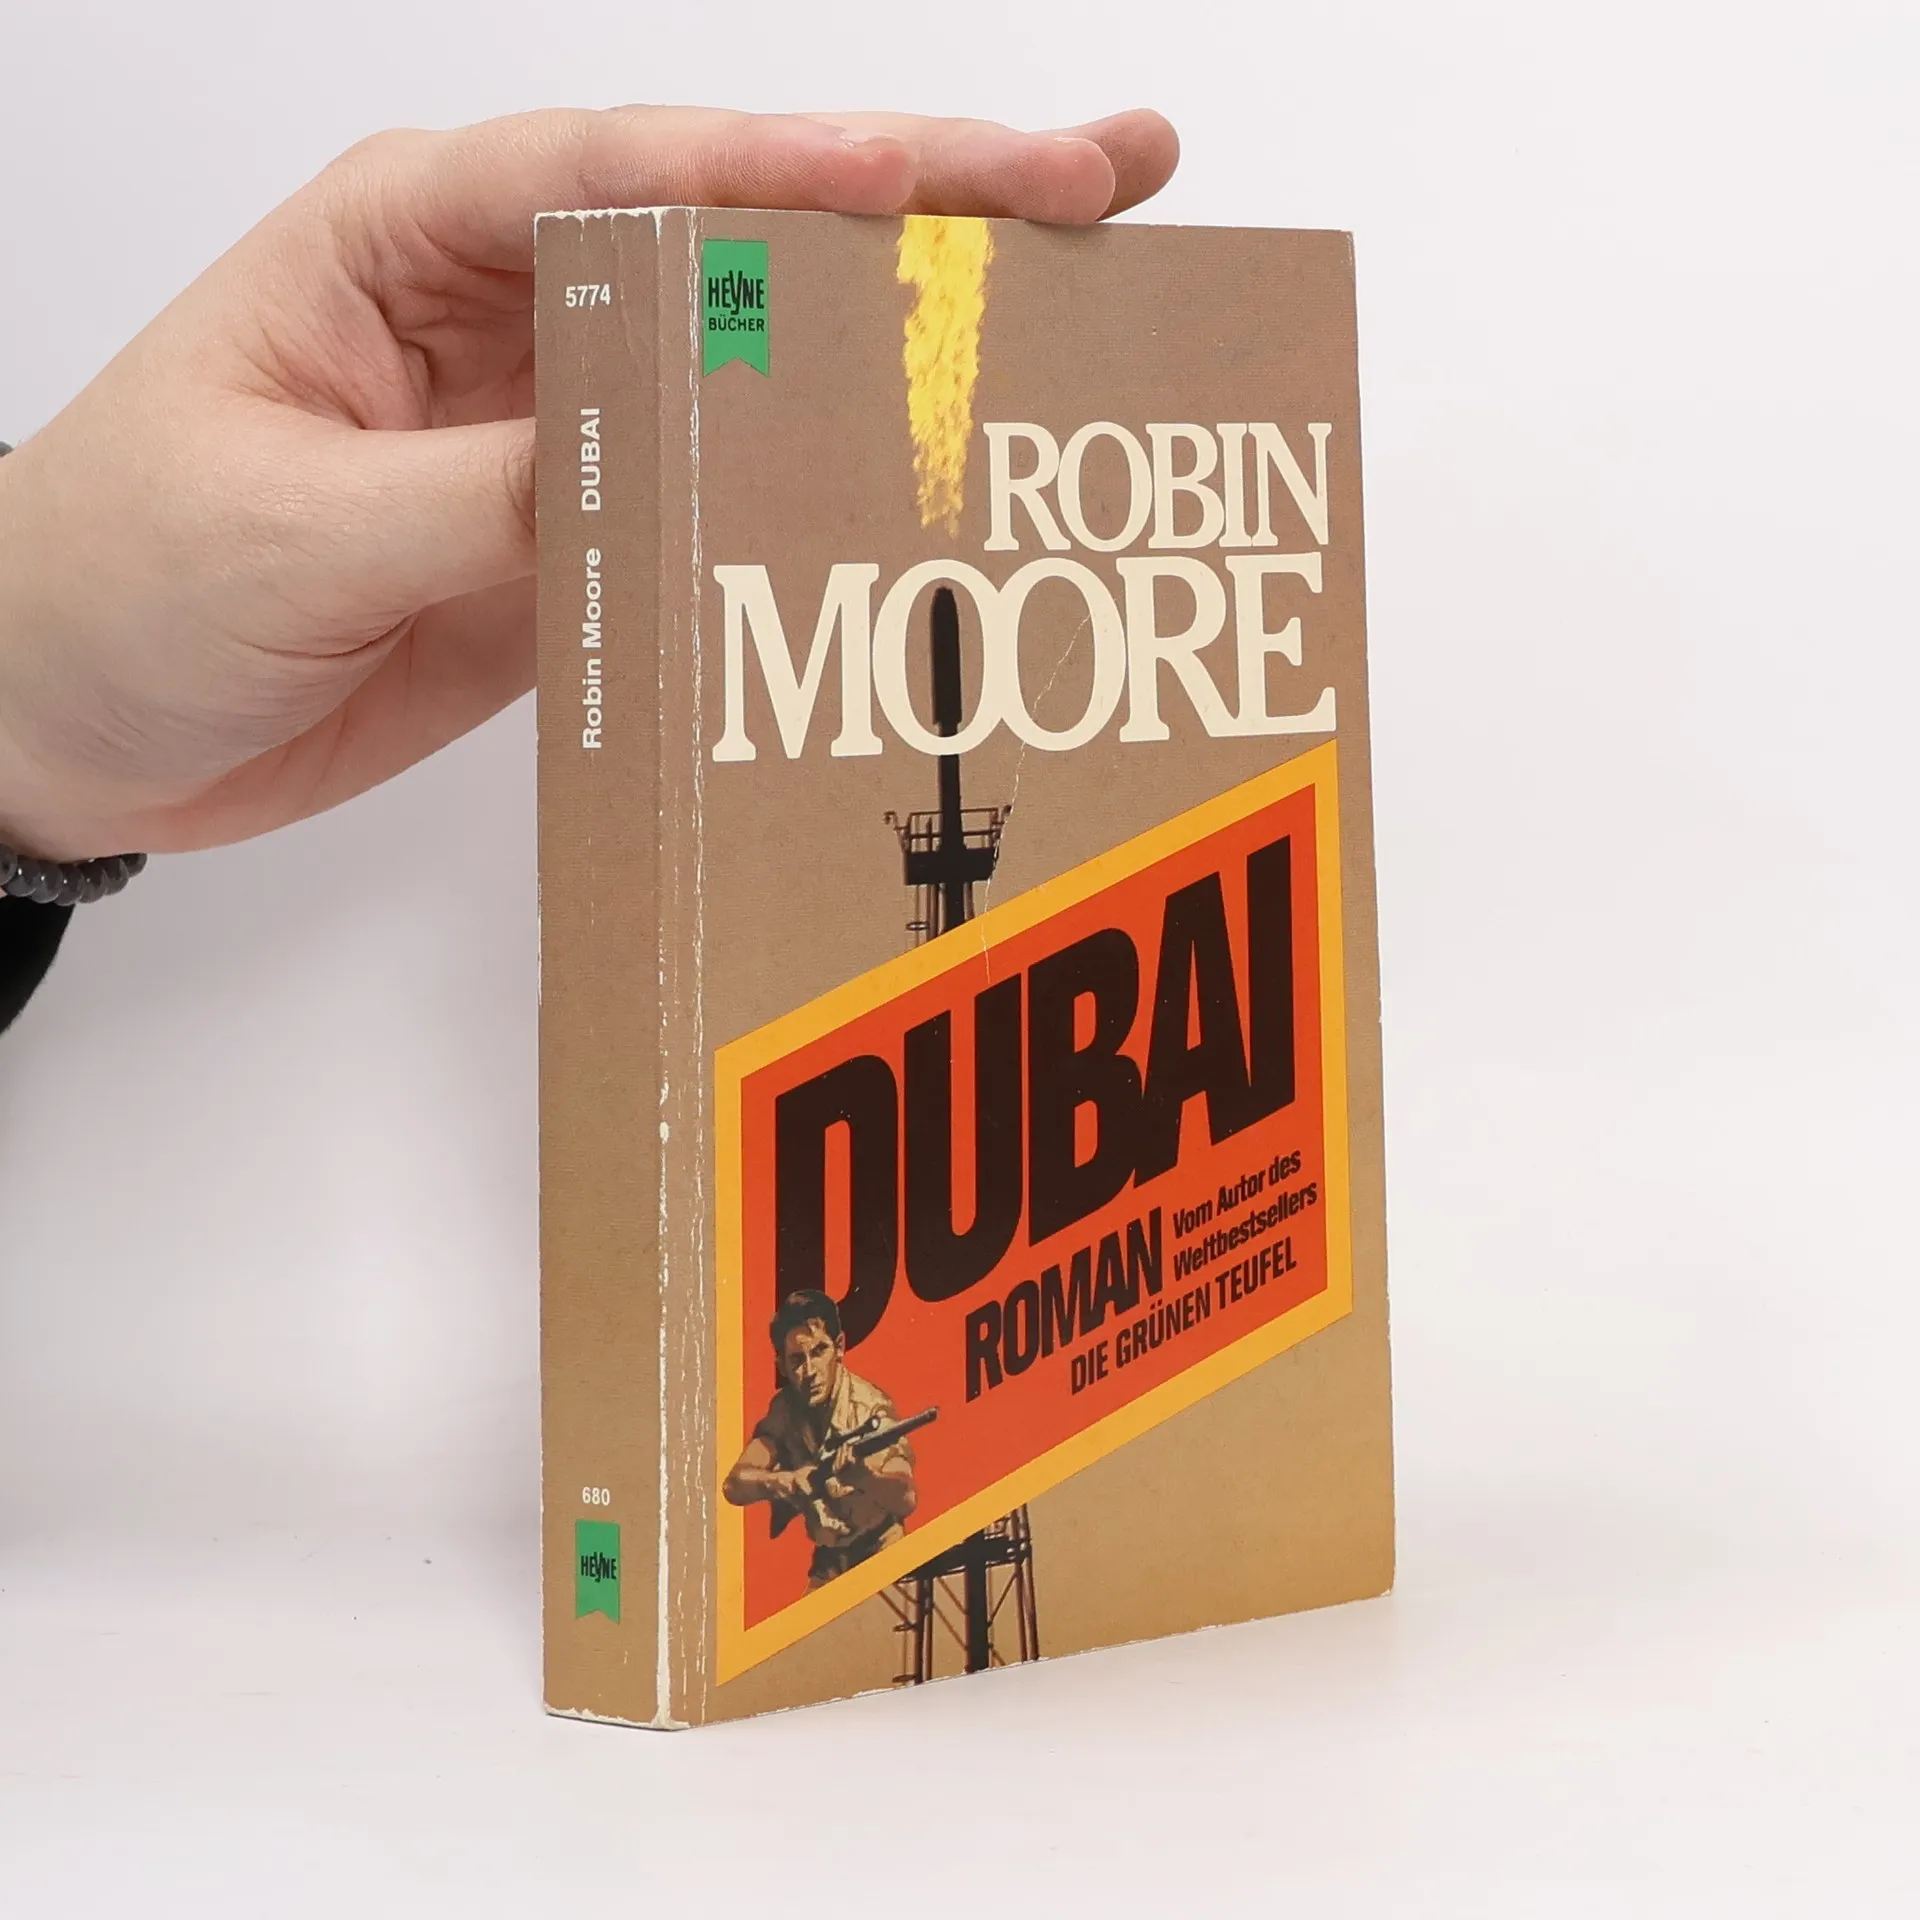 5774
Robin Moore DUBAI
680
HEYNE
HEYNE
BÜCHER
ROBIN
MOORE
DUBAI
ROMAN
Vom Autor des
Weltbestsellers
DIE GRÜNEN TEUFEL